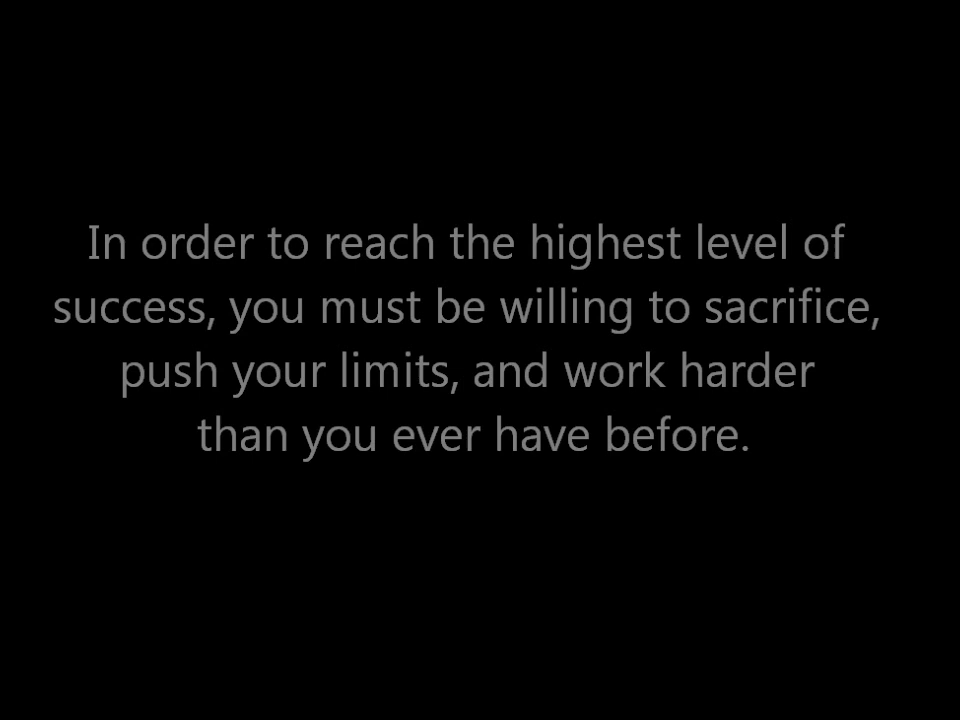 In order to reach the highest level of
success, you must be willing to sacrifice,
push your limits, and work harder
than you ever have before.